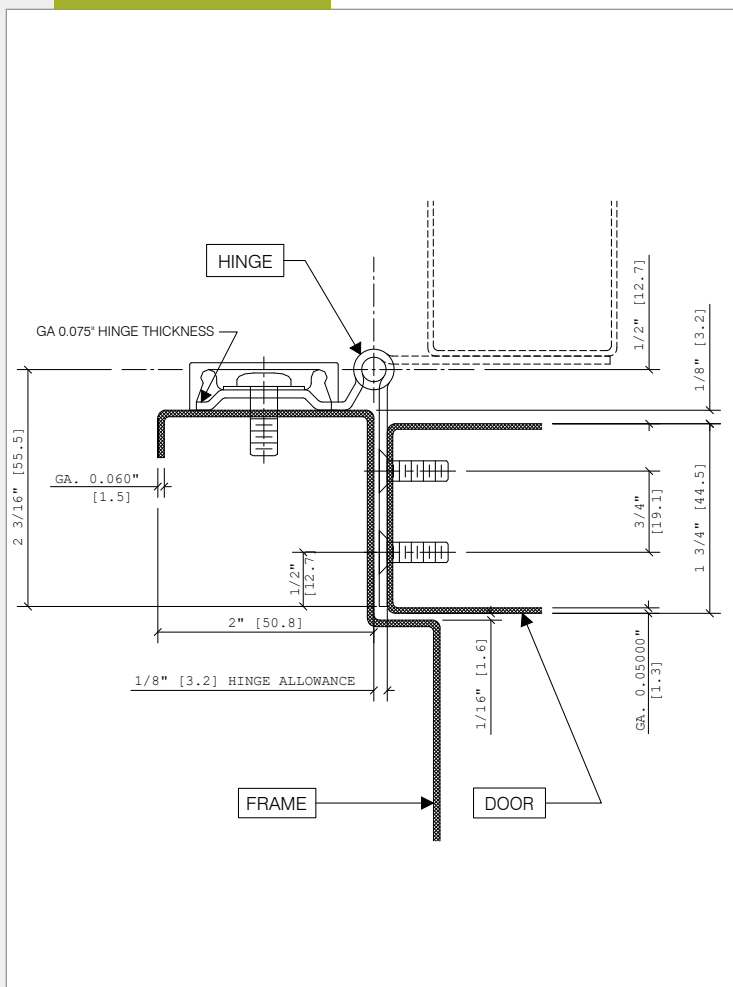 HINGE
1/2" [12.7]
GA 0.075" HINGE THICKNESS
1/8" [3.2]
2 3/16" [55.5]
GA. 0.060"
[1.5]
3/4"
[19.1]
1 3/4" [44.5]
1/2"
[12.7]
2" [50.8]
1/8" [3.2] HINGE ALLOWANCE
1/16" [1.6]
GA. 0.05000"
[1.3]
FRAME
DOOR